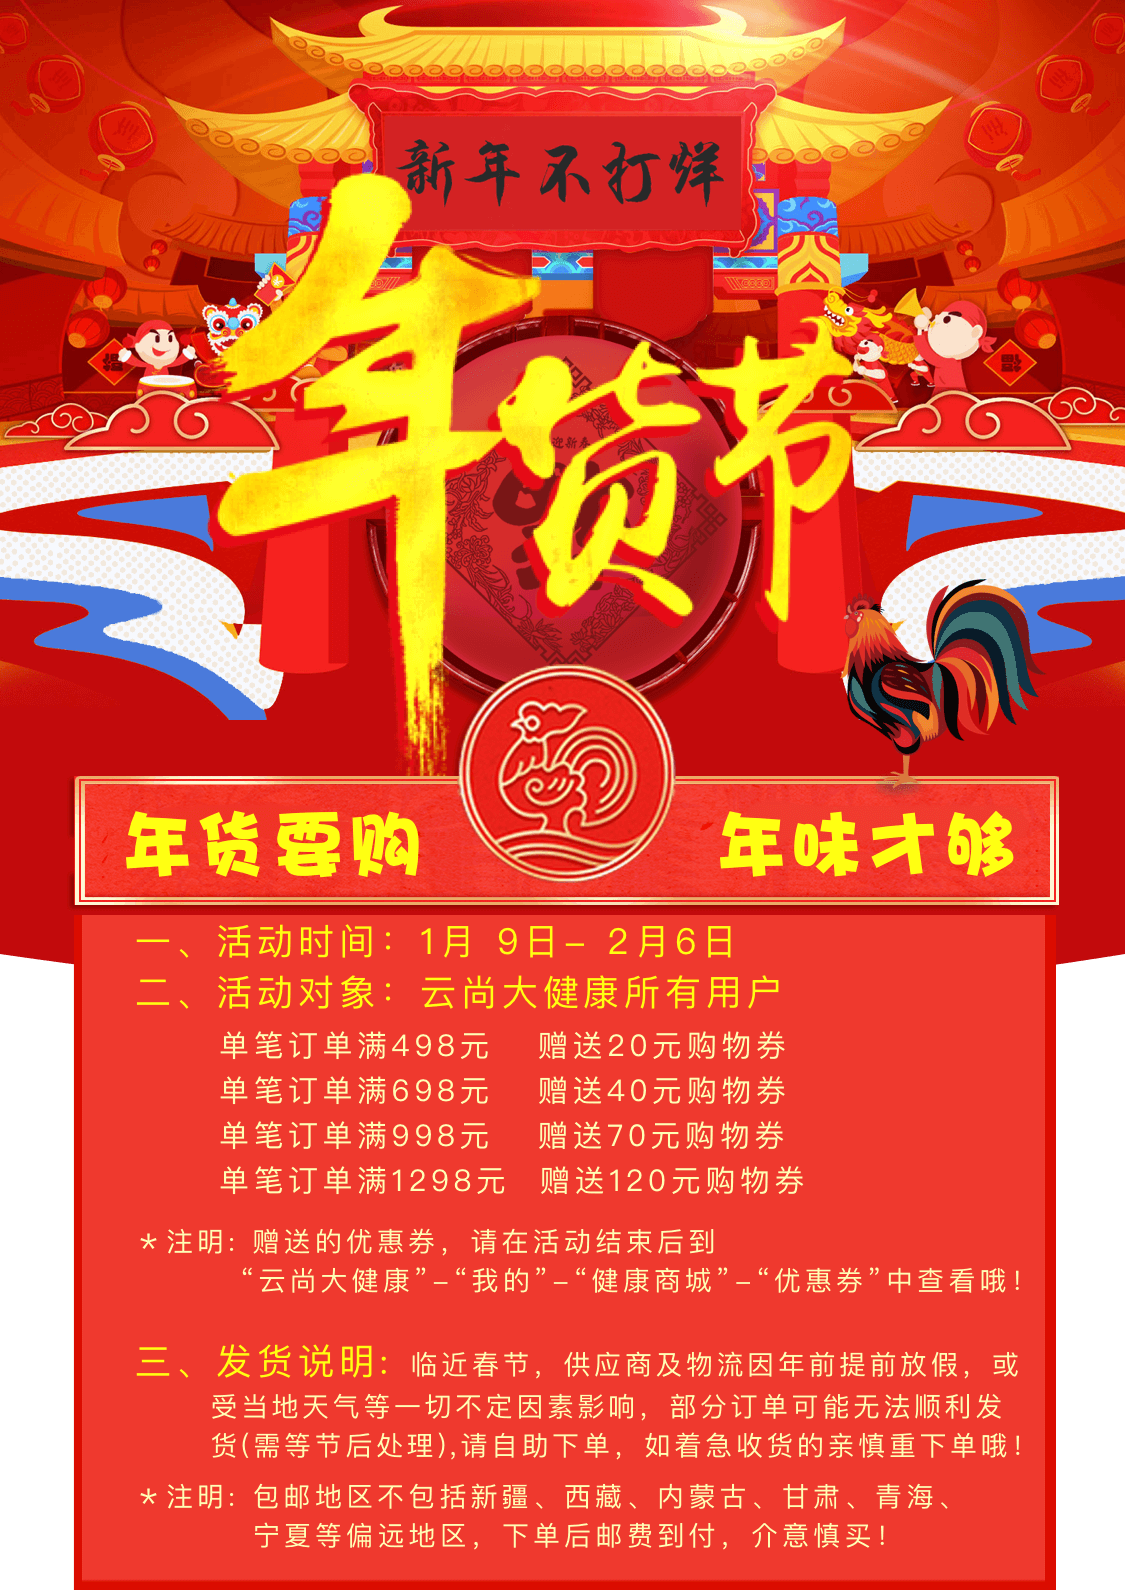 新年不打烊
年货节
迎新春
年货要购 年味才够
一、活动时间：1月 9日- 2月6日
二、活动对象：云尚大健康所有用户
单笔订单满498元 赠送20元购物券
单笔订单满698元 赠送40元购物券
单笔订单满998元 赠送70元购物券
单笔订单满1298元 赠送120元购物券
*注明：赠送的优惠券，请在活动结束后到
“云尚大健康”-“我的”-“健康商城”-“优惠券”中查看哦！
三、发货说明：临近春节，供应商及物流因年前提前放假，或
受当地天气等一切不定因素影响，部分订单可能无法顺利发
货(需等节后处理),请自助下单，如着急收货的亲慎重下单哦！
*注明：包邮地区不包括新疆、西藏、内蒙古、甘肃、青海、
宁夏等偏远地区，下单后邮费到付，介意慎买！